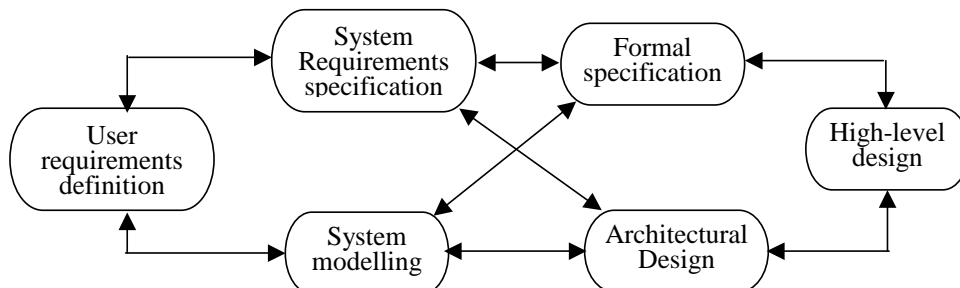 System
Requirements
specification
Formal
specification
User
requirements
definition
High-level
design
System
modelling
Architectural
Design